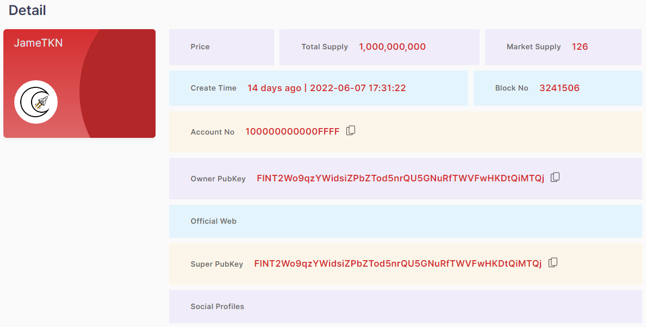 Detail
JameTKN
Price
Total Supply 1,000,000,000
Market Supply 126
Create Time 14 days ago | 2022-06-07 17:31:22
Block No 3241506
Account No 100000000000FFFF
Owner PubKey FINT2Wo9qzYWidsiZPbZTod5nrQU5GNuRfTWVFwHKDtQiMTQj
Official Web
Super PubKey FINT2Wo9qzYWidsiZPbZTod5nrQU5GNuRfTWVFwHKDtQiMTQj
Social Profiles